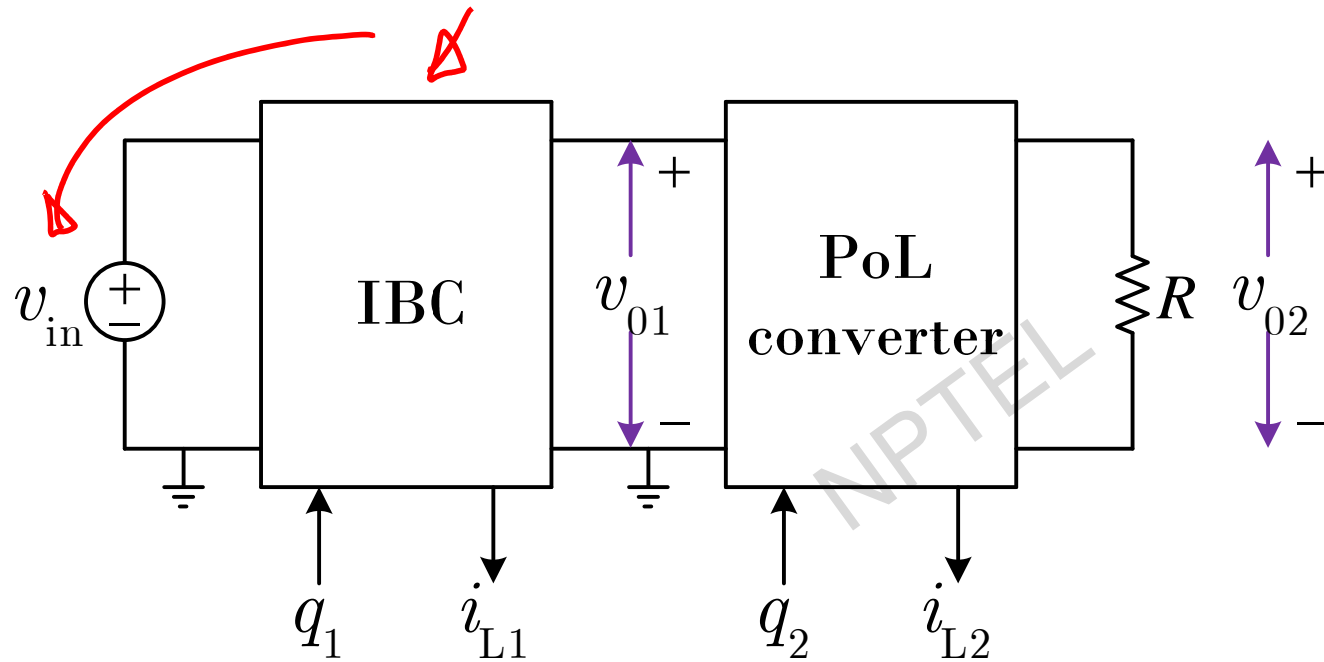 +
+
v_in
+
−
IBC
v_01
PoL
converter
R
v_02
−
−
NPTEL
q_1
i_L1
q_2
i_L2